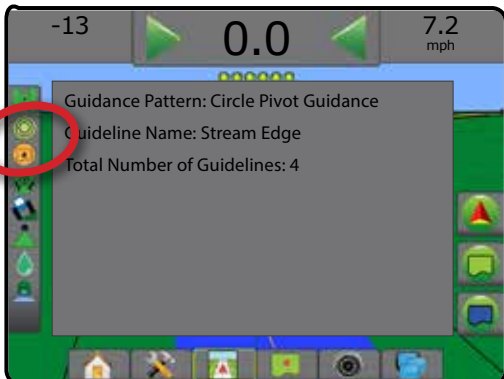 -13
0.0
7.2
mph
Guidance Pattern: Circle Pivot Guidance
Guideline Name: Stream Edge
Total Number of Guidelines: 4